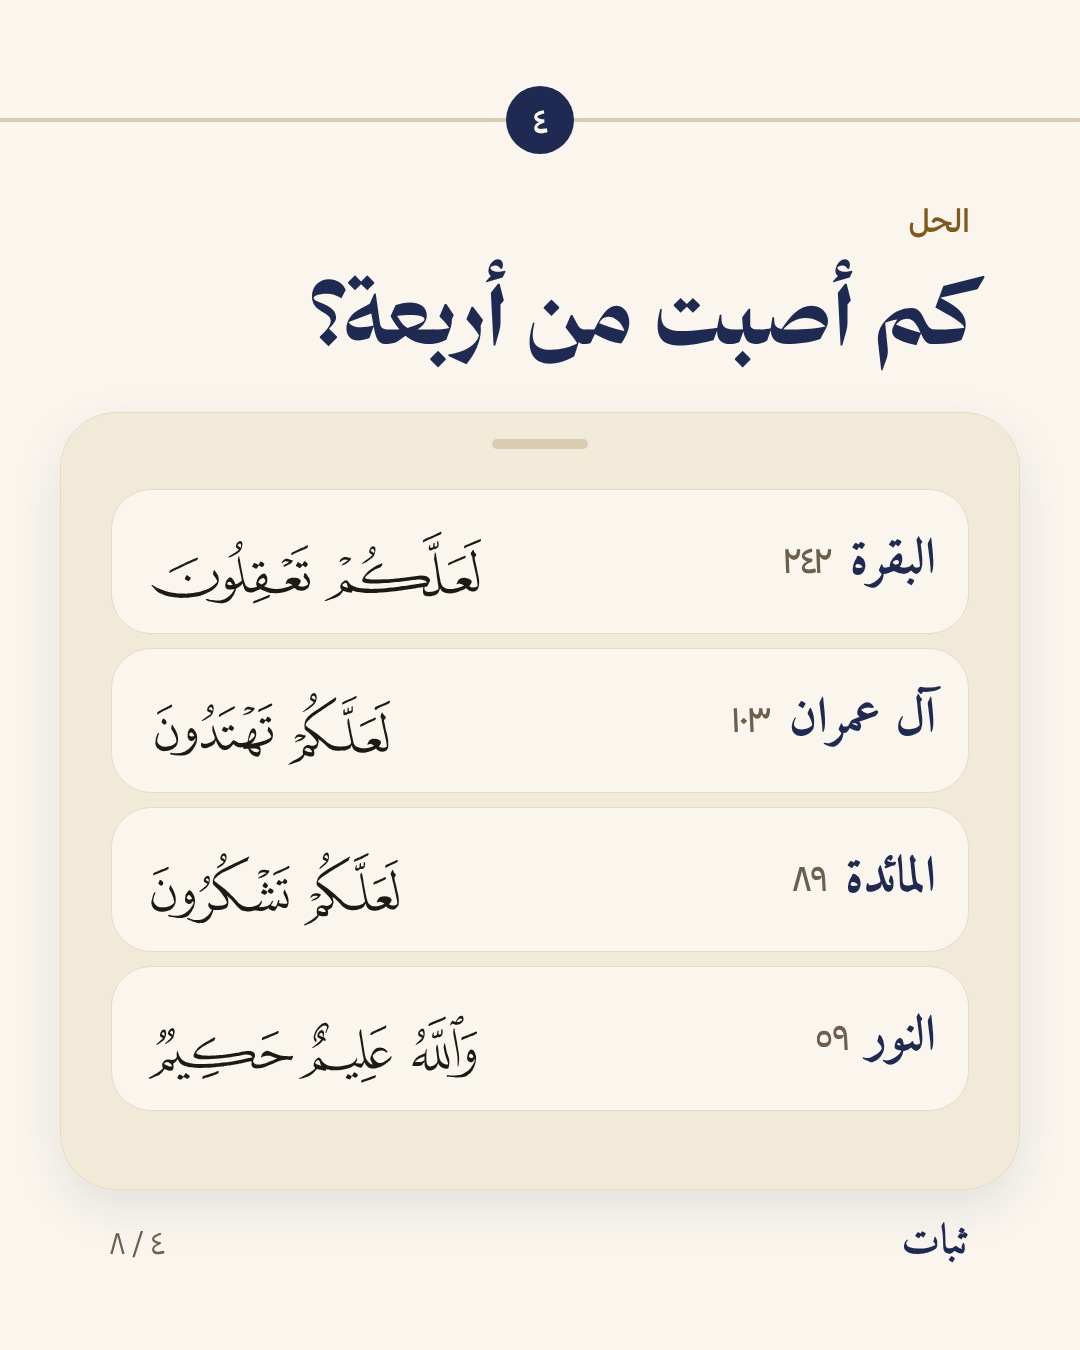 ٤
الحل
كم أصبت من أربعة؟
البقرة ٢٤٢ لَعَلَّكُمْ تَعْقِلُونَ
آل عمران ١٠٣ لَعَلَّكُمْ تَهْتَدُونَ
المائدة ٨٩ لَعَلَّكُمْ تَشْكُرُونَ
النور ٥٩ وَٱللَّهُ عَلِيمٌ حَكِيمٌ
ثبات
٤ / ٨